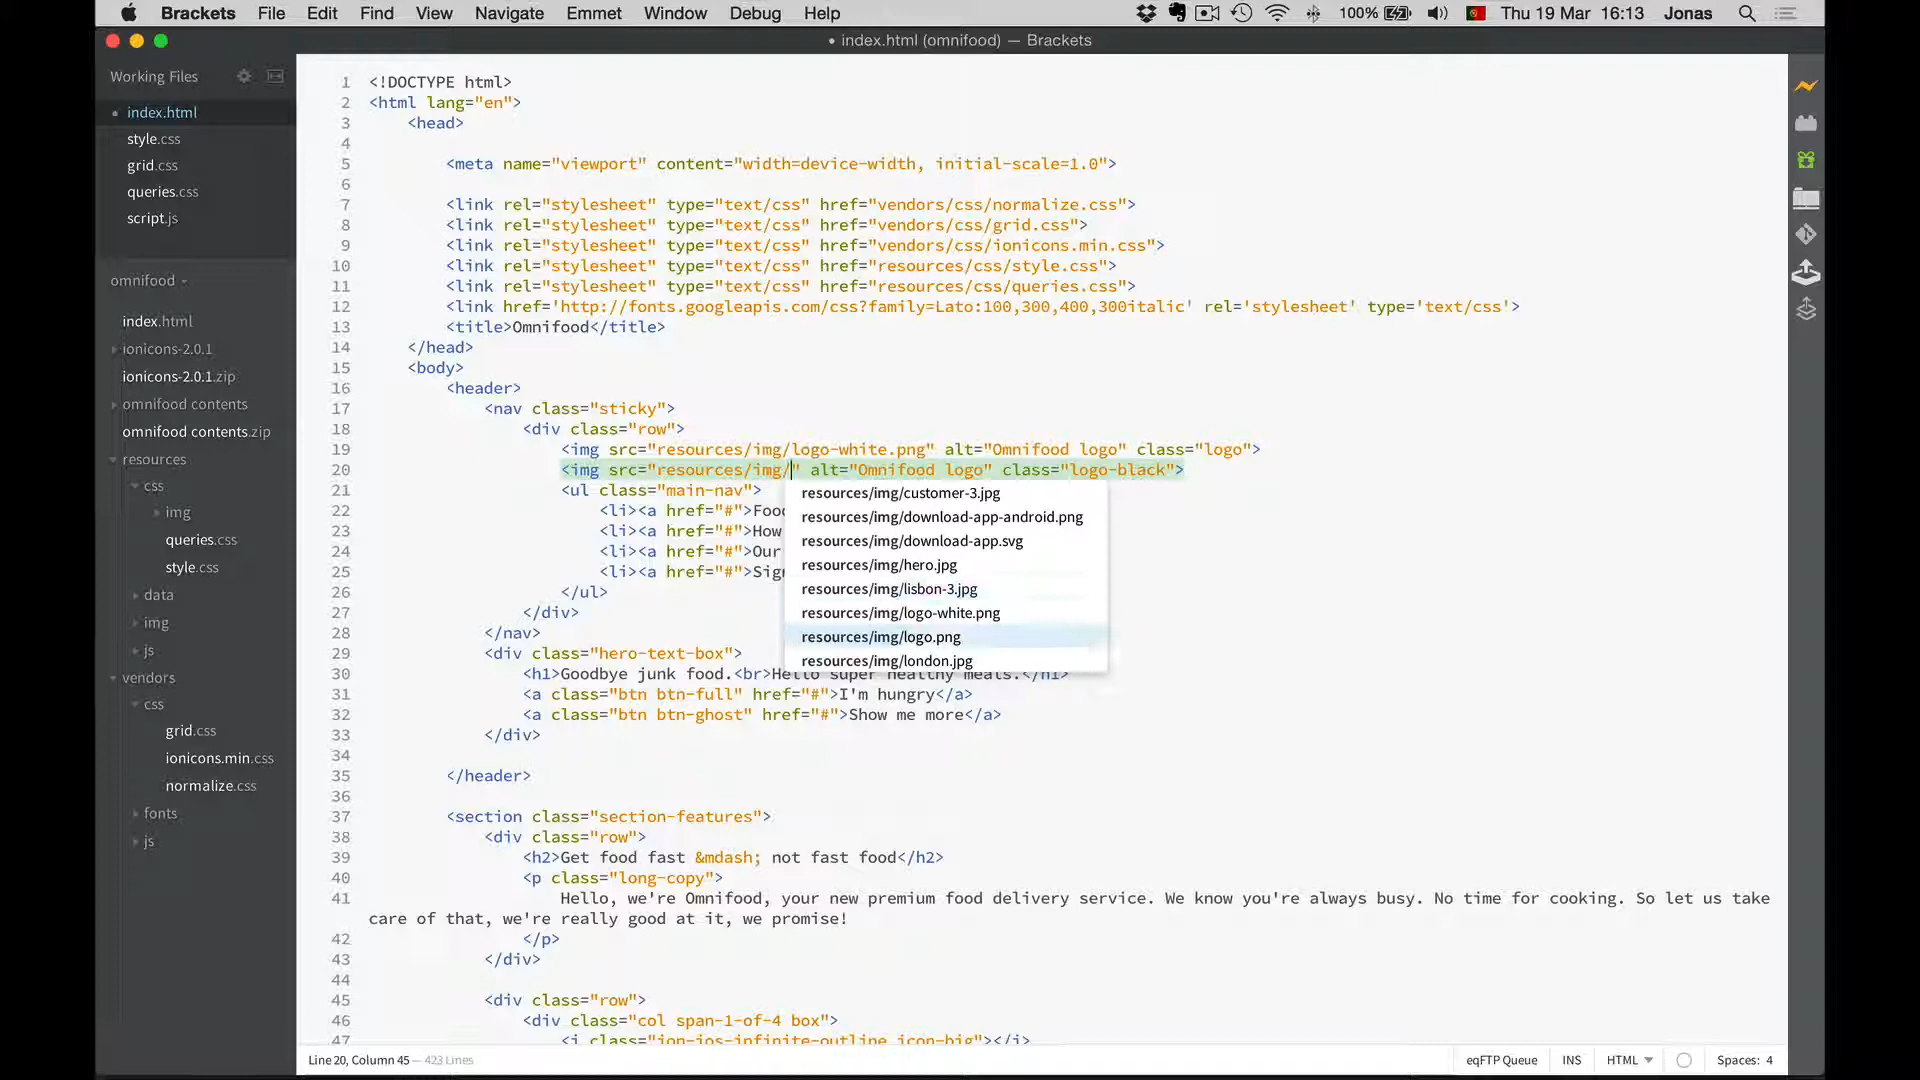 Brackets File Edit Find View Navigate Emmet Window Debug Help 100% Thu 19 Mar 16:13 Jonas
• index.html (omnifood) — Brackets
Working Files
index.html
style.css
grid.css
queries.css
script.js
omnifood
index.html
ionicons-2.0.1
ionicons-2.0.1.zip
omnifood contents
omnifood contents.zip
resources
css
img
queries.css
style.css
data
img
js
vendors
css
grid.css
ionicons.min.css
normalize.css
fonts
js
1 <!DOCTYPE html>
2 <html lang="en">
3 <head>
4
5 <meta name="viewport" content="width=device-width, initial-scale=1.0">
6
7 <link rel="stylesheet" type="text/css" href="vendors/css/normalize.css">
8 <link rel="stylesheet" type="text/css" href="vendors/css/grid.css">
9 <link rel="stylesheet" type="text/css" href="vendors/css/ionicons.min.css">
10 <link rel="stylesheet" type="text/css" href="resources/css/style.css">
11 <link rel="stylesheet" type="text/css" href="resources/css/queries.css">
12 <link href='http://fonts.googleapis.com/css?family=Lato:100,300,400,300italic' rel='stylesheet' type='text/css'>
13 <title>Omnifood</title>
14 </head>
15 <body>
16 <header>
17 <nav class="sticky">
18 <div class="row">
19 <img src="resources/img/logo-white.png" alt="Omnifood logo" class="logo">
20 <img src="resources/img/" alt="Omnifood logo" class="logo-black">
21 <ul class="main-nav">
22 <li><a href="#">Foo
23 <li><a href="#">How
24 <li><a href="#">Our
25 <li><a href="#">Sig
26 </ul>
27 </div>
28 </nav>
29 <div class="hero-text-box">
30 <h1>Goodbye junk food.<br>Hello super healthy meals.</h1>
31 <a class="btn btn-full" href="#">I'm hungry</a>
32 <a class="btn btn-ghost" href="#">Show me more</a>
33 </div>
34
35 </header>
36
37 <section class="section-features">
38 <div class="row">
39 <h2>Get food fast &mdash; not fast food</h2>
40 <p class="long-copy">
41 Hello, we're Omnifood, your new premium food delivery service. We know you're always busy. No time for cooking. So let us take
care of that, we're really good at it, we promise!
42 </p>
43 </div>
44
45 <div class="row">
46 <div class="col span-1-of-4 box">
47 <i class="ion-ios-infinite-outline icon-big"></i>
resources/img/customer-3.jpg
resources/img/download-app-android.png
resources/img/download-app.svg
resources/img/hero.jpg
resources/img/lisbon-3.jpg
resources/img/logo-white.png
resources/img/logo.png
resources/img/london.jpg
Line 20, Column 45 — 423 Lines eqFTP Queue INS HTML Spaces: 4